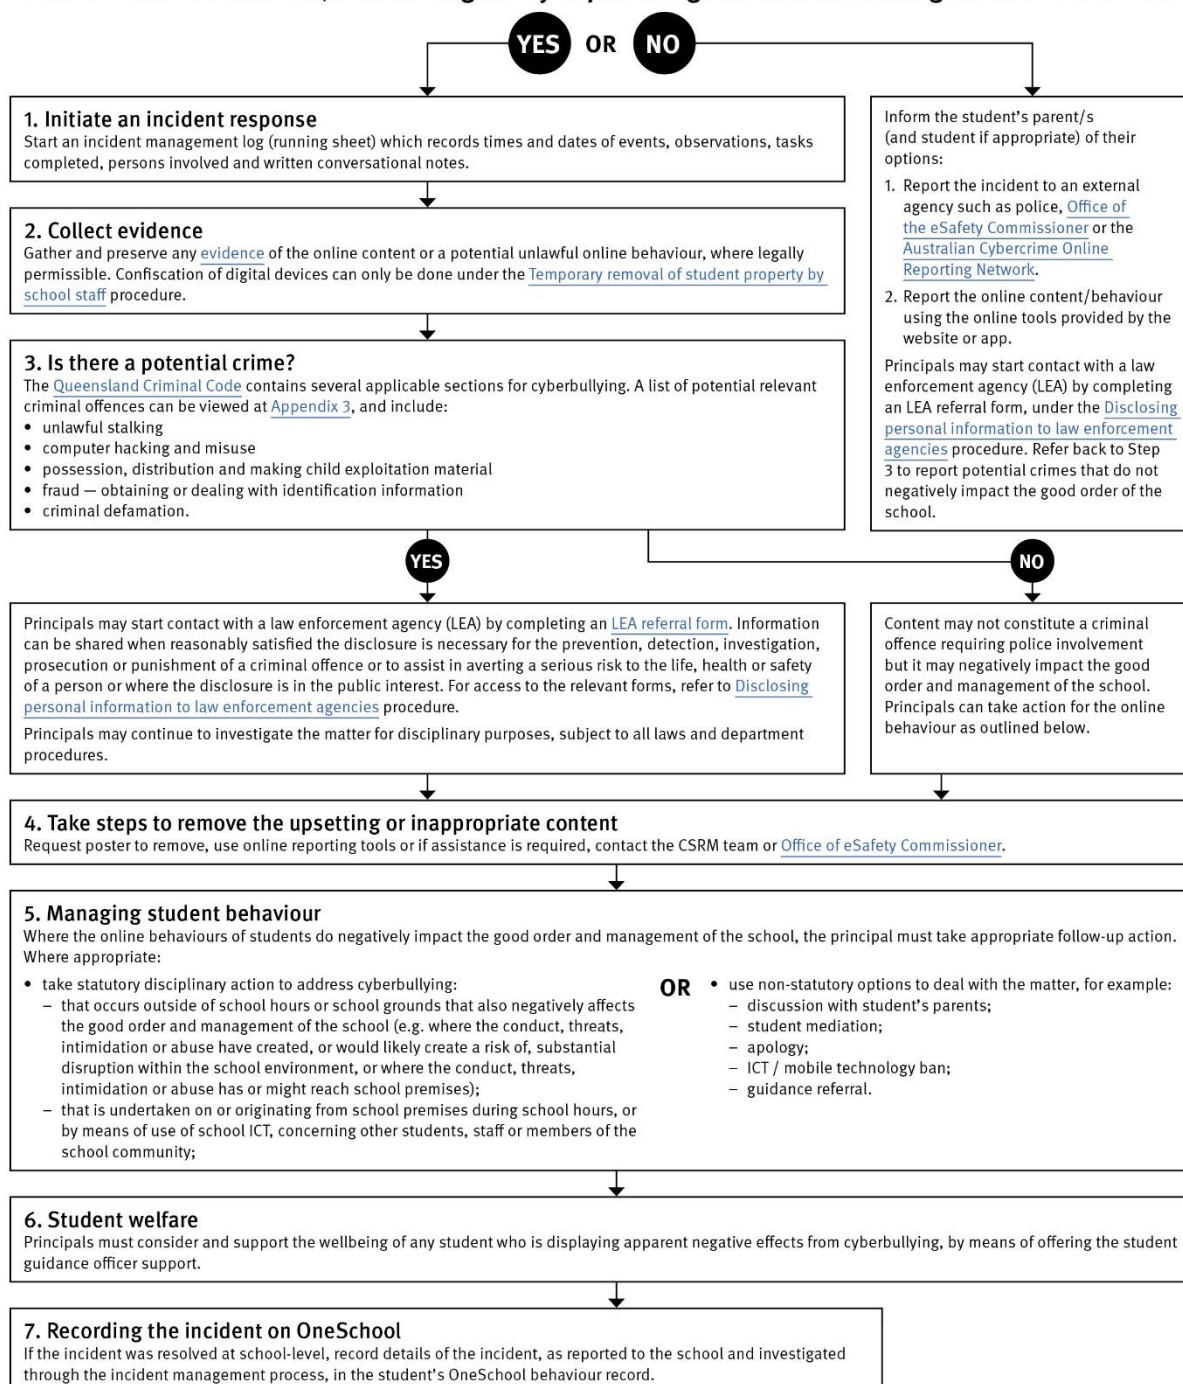 YES OR NO
1. Initiate an incident response
Start an incident management log (running sheet) which records times and dates of events, observations, tasks
completed, persons involved and written conversational notes.
2. Collect evidence
Gather and preserve any evidence of the online content or a potential unlawful online behaviour, where legally
permissible. Confiscation of digital devices can only be done under the Temporary removal of student property by
school staff procedure.
3. Is there a potential crime?
The Queensland Criminal Code contains several applicable sections for cyberbullying. A list of potential relevant
criminal offences can be viewed at Appendix 3, and include:
• unlawful stalking
• computer hacking and misuse
• possession, distribution and making child exploitation material
• fraud — obtaining or dealing with identification information
• criminal defamation.
Inform the student's parent/s
(and student if appropriate) of their
options:
1. Report the incident to an external
agency such as police, Office of
the eSafety Commissioner or the
Australian Cybercrime Online
Reporting Network.
2. Report the online content/behaviour
using the online tools provided by the
website or app.
Principals may start contact with a law
enforcement agency (LEA) by completing
an LEA referral form, under the Disclosing
personal information to law enforcement
agencies procedure. Refer back to Step
3 to report potential crimes that do not
negatively impact the good order of the
school.
YES
NO
Principals may start contact with a law enforcement agency (LEA) by completing an LEA referral form. Information
can be shared when reasonably satisfied the disclosure is necessary for the prevention, detection, investigation,
prosecution or punishment of a criminal offence or to assist in averting a serious risk to the life, health or safety
of a person or where the disclosure is in the public interest. For access to the relevant forms, refer to Disclosing
personal information to law enforcement agencies procedure.
Principals may continue to investigate the matter for disciplinary purposes, subject to all laws and department
procedures.
Content may not constitute a criminal
offence requiring police involvement
but it may negatively impact the good
order and management of the school.
Principals can take action for the online
behaviour as outlined below.
4. Take steps to remove the upsetting or inappropriate content
Request poster to remove, use online reporting tools or if assistance is required, contact the CSRM team or Office of eSafety Commissioner.
5. Managing student behaviour
Where the online behaviours of students do negatively impact the good order and management of the school, the principal must take appropriate follow-up action.
Where appropriate:
• take statutory disciplinary action to address cyberbullying:
– that occurs outside of school hours or school grounds that also negatively affects
the good order and management of the school (e.g. where the conduct, threats,
intimidation or abuse have created, or would likely create a risk of, substantial
disruption within the school environment, or where the conduct, threats,
intimidation or abuse has or might reach school premises);
– that is undertaken on or originating from school premises during school hours, or
by means of use of school ICT, concerning other students, staff or members of the
school community;
OR
• use non-statutory options to deal with the matter, for example:
– discussion with student's parents;
– student mediation;
– apology;
– ICT / mobile technology ban;
– guidance referral.
6. Student welfare
Principals must consider and support the wellbeing of any student who is displaying apparent negative effects from cyberbullying, by means of offering the student
guidance officer support.
7. Recording the incident on OneSchool
If the incident was resolved at school-level, record details of the incident, as reported to the school and investigated
through the incident management process, in the student's OneSchool behaviour record.